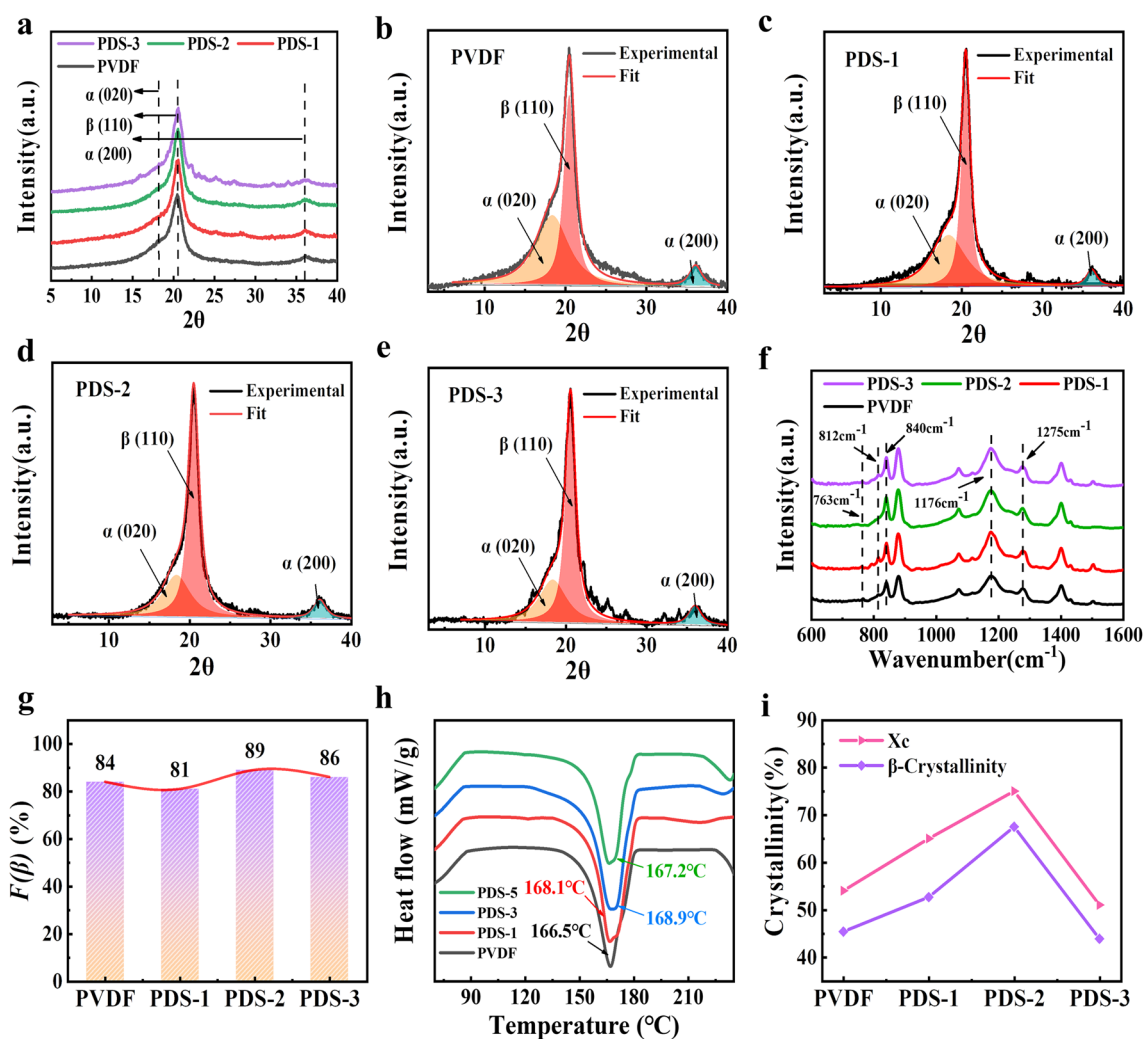 a
PDS-3 PDS-2 PDS-1
PVDF
α (020)
β (110)
α (200)
Intensity(a.u.)
5 10 15 20 25 30 35 40
2θ
b
PVDF
Experimental
Fit
β (110)
α (020)
α (200)
Intensity(a.u.)
5 10 20 30 40
2θ
c
PDS-1
Experimental
Fit
β (110)
α (020)
α (200)
Intensity(a.u.)
10 20 30 40
2θ
d
PDS-2
Experimental
Fit
β (110)
α (020)
α (200)
Intensity(a.u.)
10 20 30 40
2θ
e
PDS-3
Experimental
Fit
β (110)
α (020)
α (200)
Intensity(a.u.)
10 20 30 40
2θ
f
PDS-3 PDS-2 PDS-1
PVDF
812cm⁻¹ 840cm⁻¹ 1275cm⁻¹
763cm⁻¹ 1176cm⁻¹
Intensity(a.u.)
600 800 1000 1200 1400 1600
Wavenumber(cm⁻¹)
g
100
80
60
40
20
0
F(β) (%)
84 81 89 86
PVDF PDS-1 PDS-2 PDS-3
h
Heat flow (mW/g)
167.2°C
168.1°C
168.9°C
166.5°C
PDS-5
PDS-3
PDS-1
PVDF
90 120 150 180 210
Temperature (°C)
i
90
80
70
60
50
40
30
Crystallinity(%)
Xc
β-Crystallinity
PVDF PDS-1 PDS-2 PDS-3